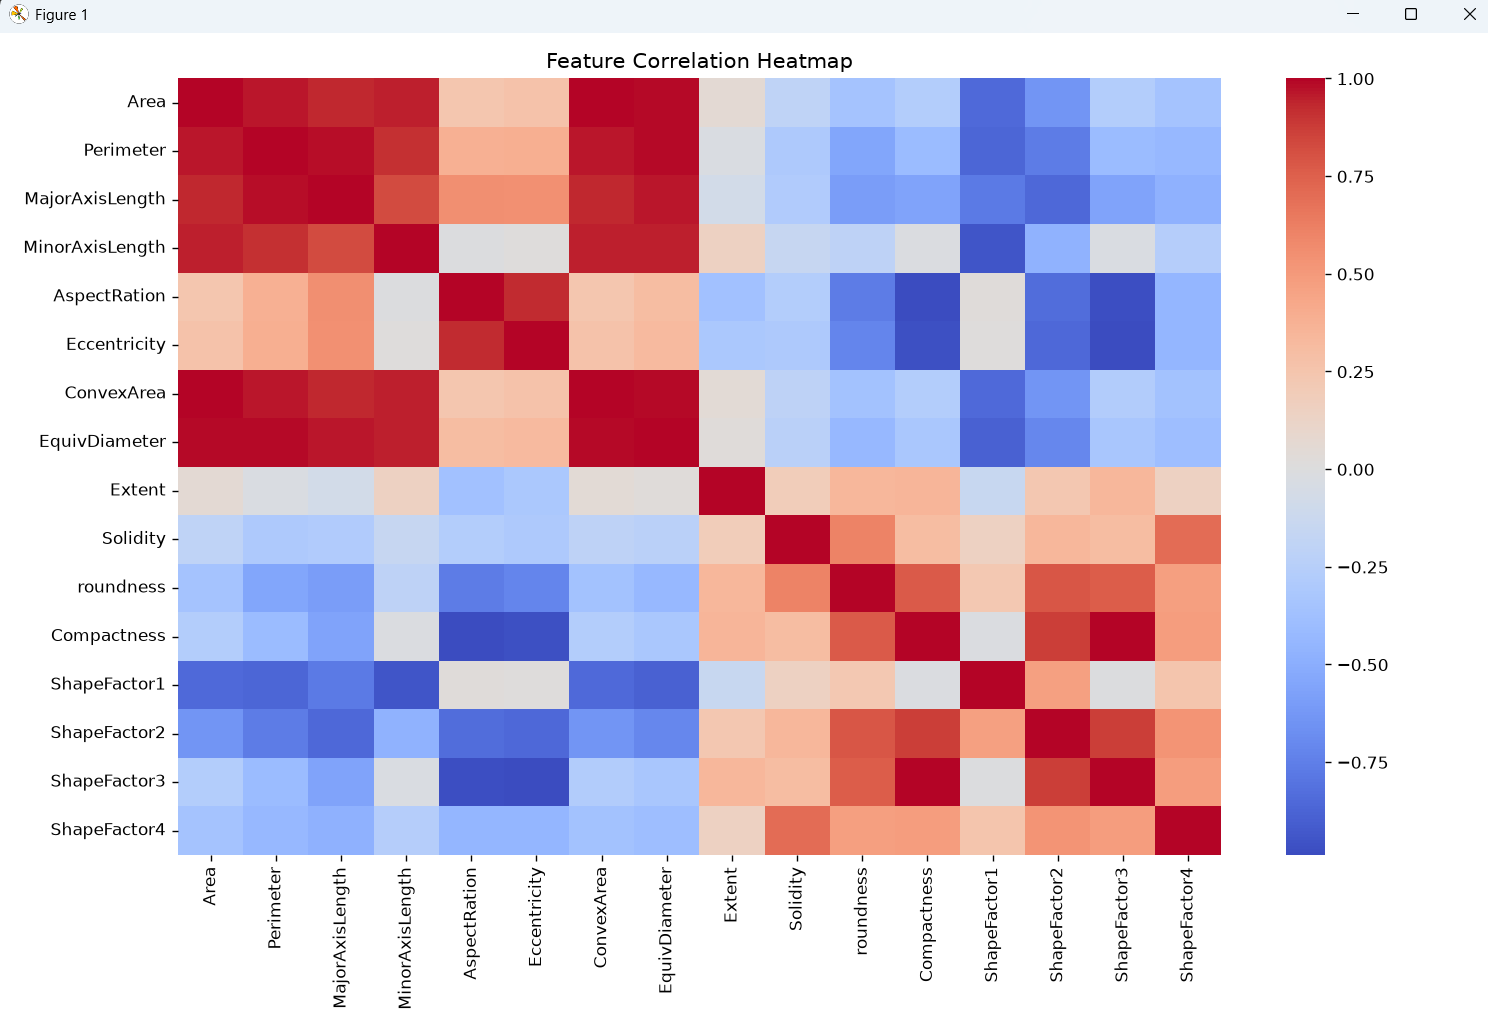 Figure 1
Feature Correlation Heatmap
Area
Perimeter
MajorAxisLength
MinorAxisLength
AspectRation
Eccentricity
ConvexArea
EquivDiameter
Extent
Solidity
roundness
Compactness
ShapeFactor1
ShapeFactor2
ShapeFactor3
ShapeFactor4
Area
Perimeter
MajorAxisLength
MinorAxisLength
AspectRation
Eccentricity
ConvexArea
EquivDiameter
Extent
Solidity
roundness
Compactness
ShapeFactor1
ShapeFactor2
ShapeFactor3
ShapeFactor4
1.00
0.75
0.50
0.25
0.00
−0.25
−0.50
−0.75